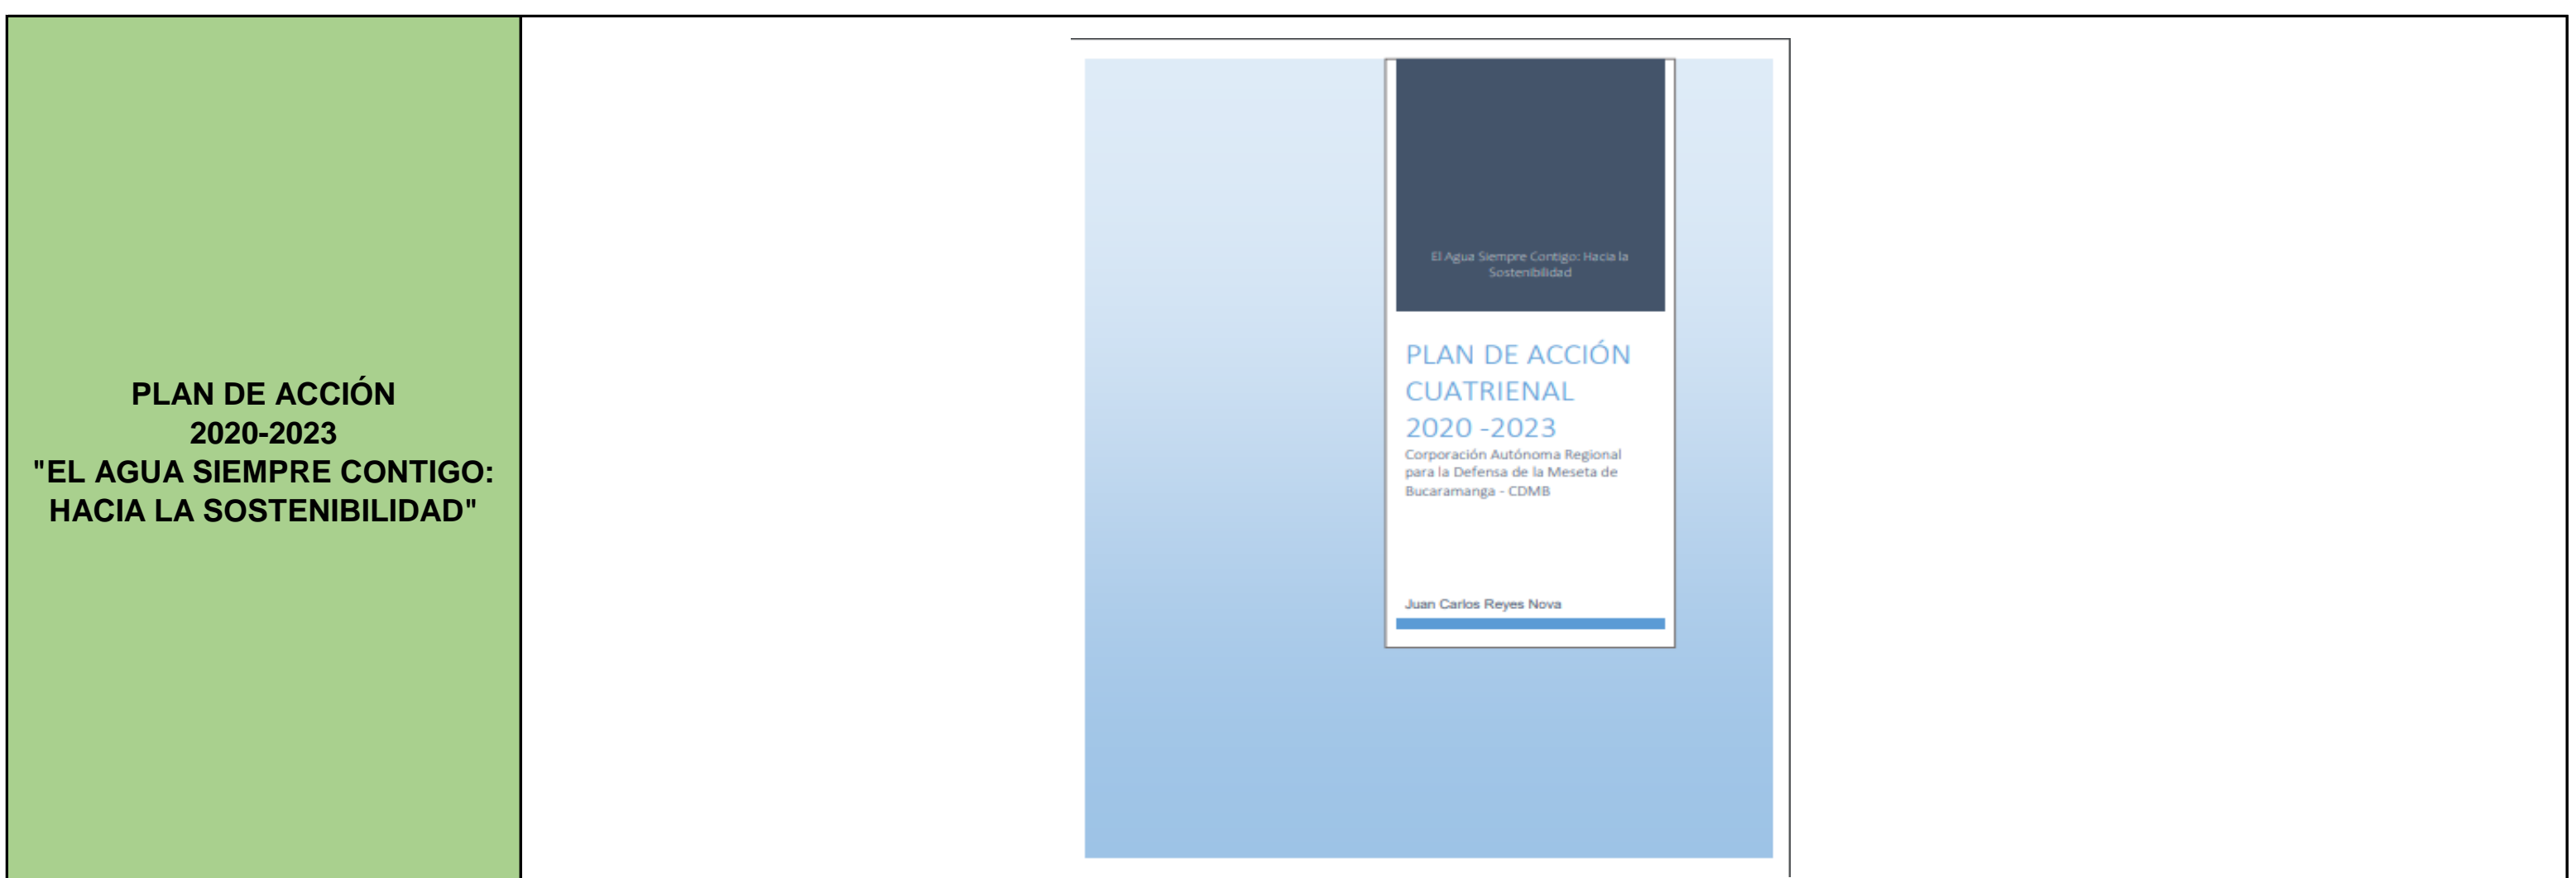 PLAN DE ACCIÓN
2020-2023
"EL AGUA SIEMPRE CONTIGO:
HACIA LA SOSTENIBILIDAD"
El Agua Siempre Contigo: Hacia la
Sostenibilidad
PLAN DE ACCIÓN
CUATRIENAL
2020 -2023
Corporación Autónoma Regional
para la Defensa de la Meseta de
Bucaramanga - CDMB
Juan Carlos Reyes Nova